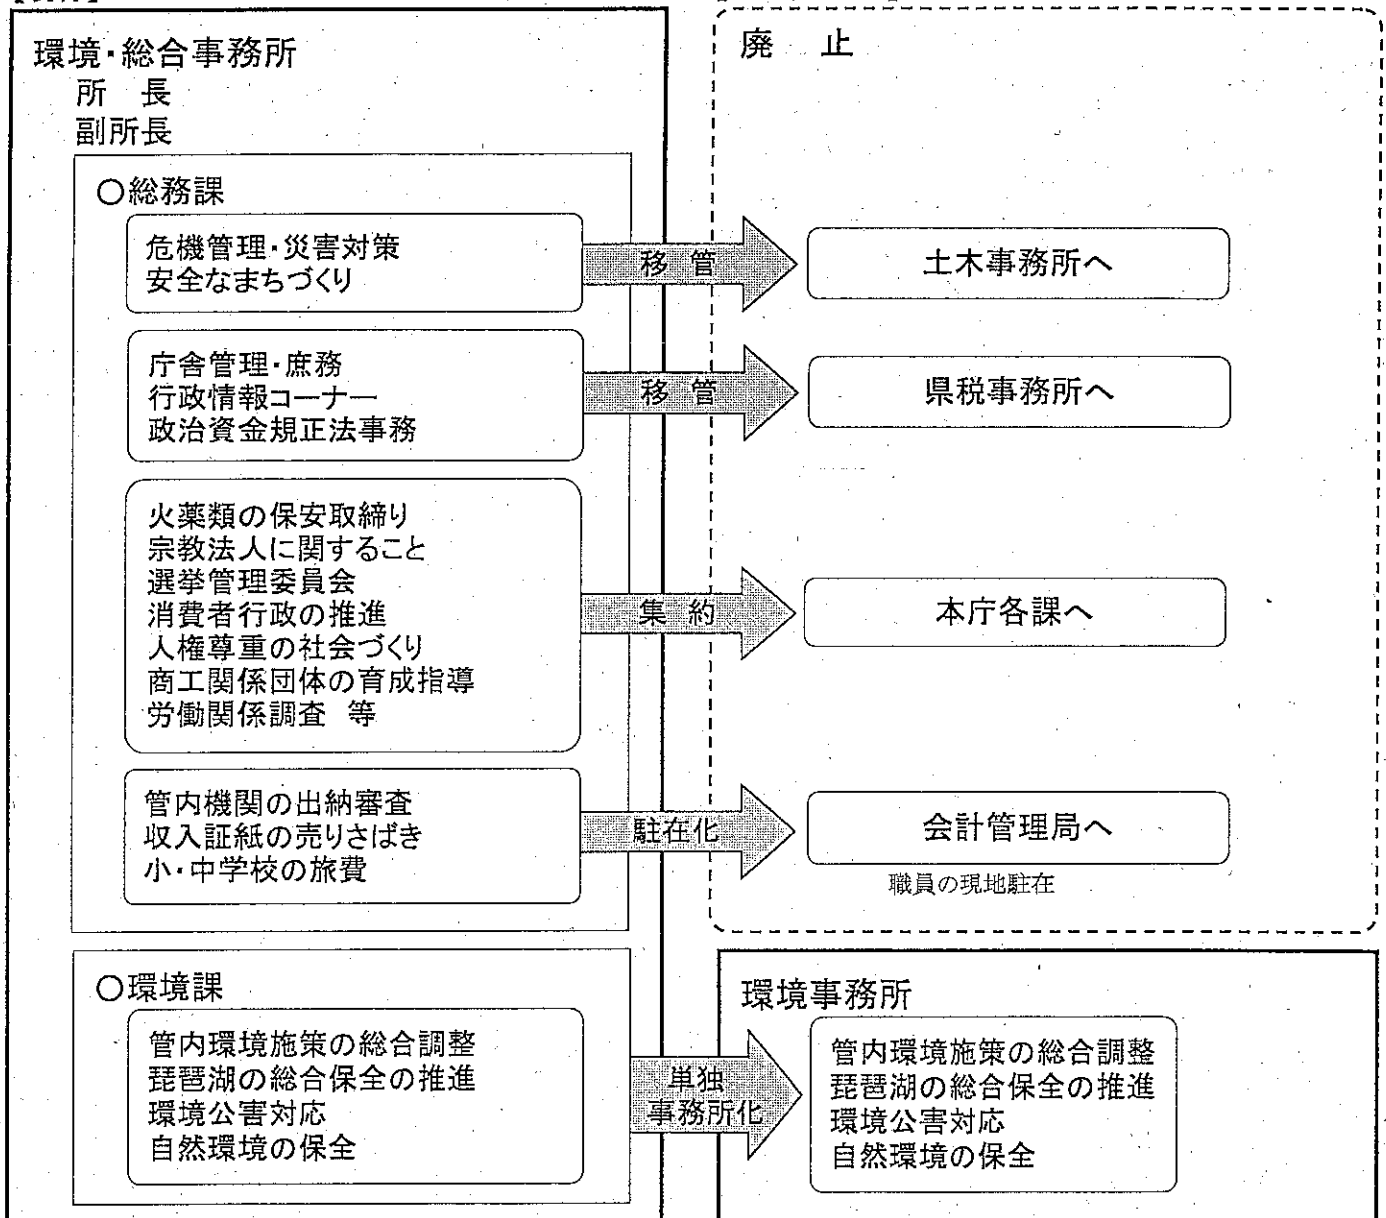 環境・総合事務所
所　長
副所長
○総務課
危機管理・災害対策
安全なまちづくり
移 管
土木事務所へ
庁舎管理・庶務
行政情報コーナー
政治資金規正法事務
移 管
県税事務所へ
火薬類の保安取締り
宗教法人に関すること
選挙管理委員会
消費者行政の推進
人権尊重の社会づくり
商工関係団体の育成指導
労働関係調査　等
集 約
本庁各課へ
管内機関の出納審査
収入証紙の売りさばき
小・中学校の旅費
駐在化
会計管理局へ
職員の現地駐在
廃　止
○環境課
管内環境施策の総合調整
琵琶湖の総合保全の推進
環境公害対応
自然環境の保全
単独
事務所化
環境事務所
管内環境施策の総合調整
琵琶湖の総合保全の推進
環境公害対応
自然環境の保全